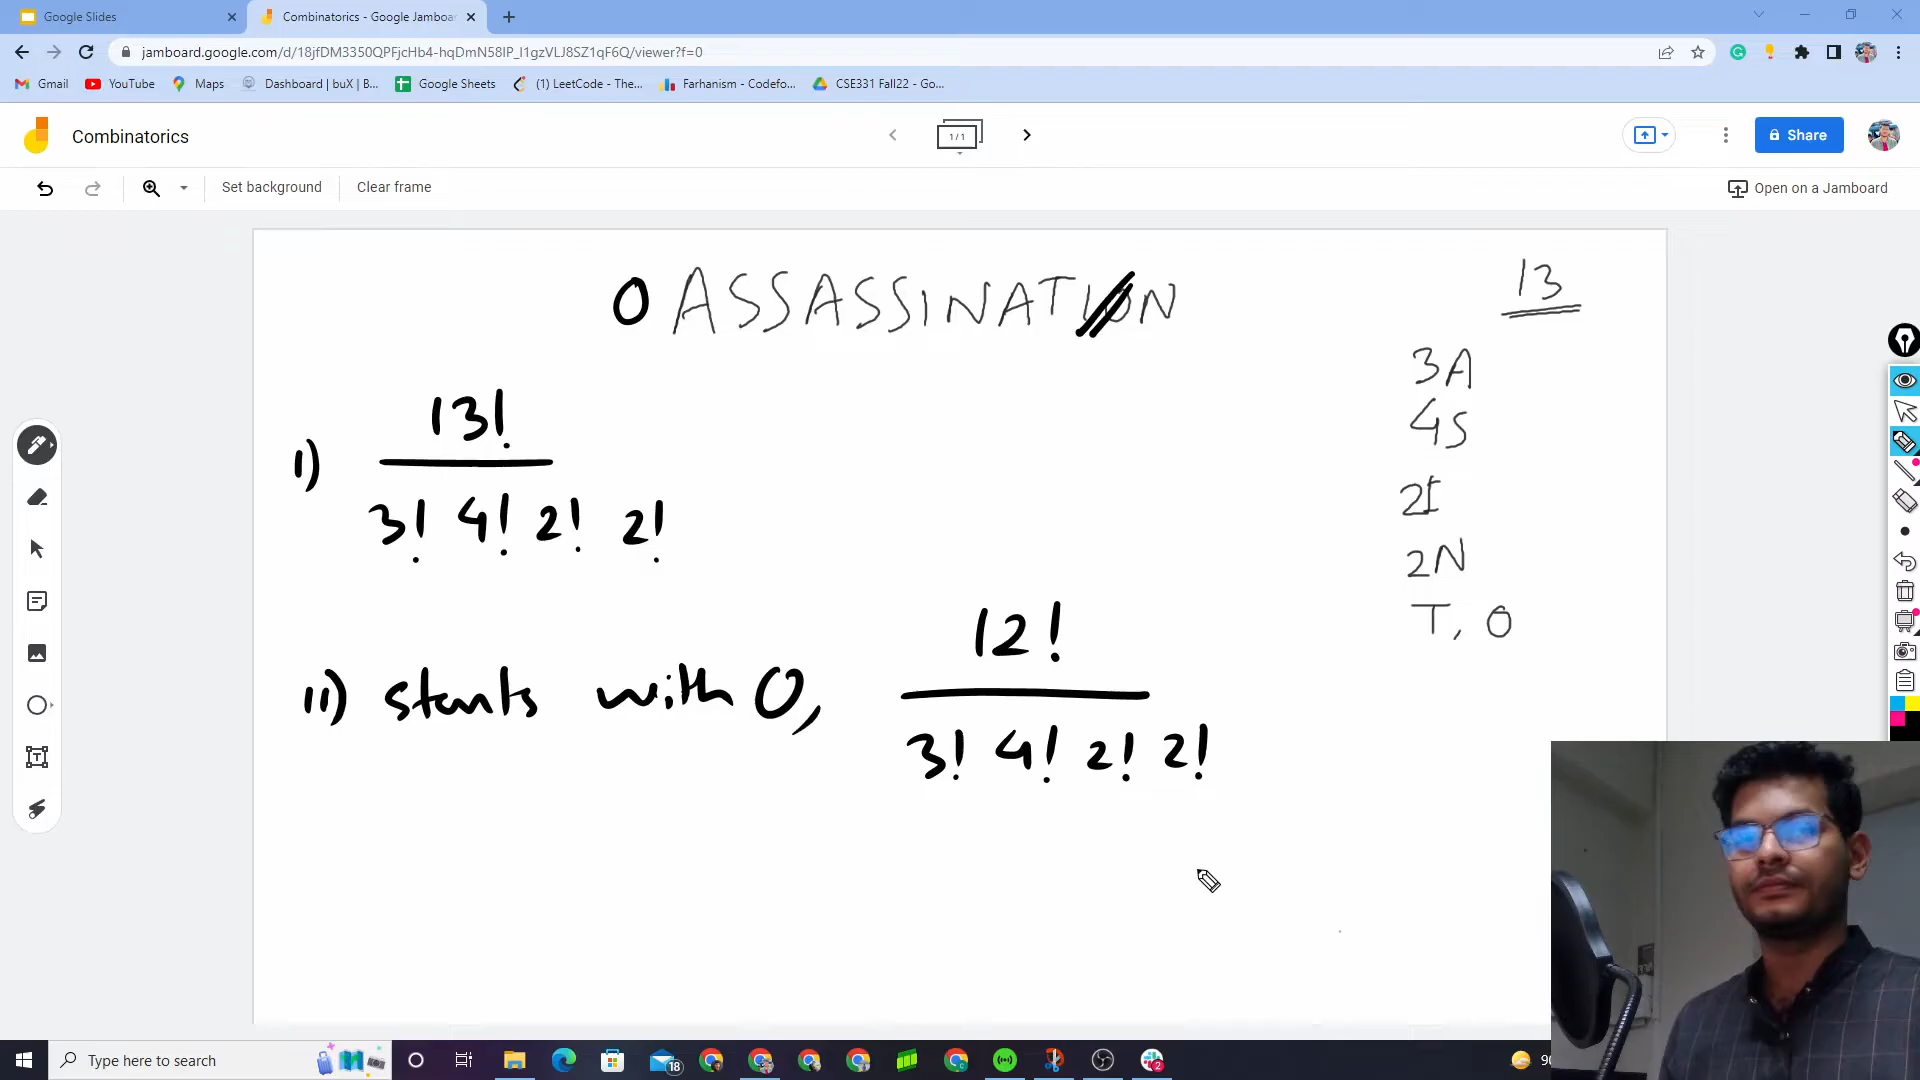 Google Slides
Combinatorics - Google Jamboar
jamboard.google.com/d/18jfDM3350QPFjcHb4-hqDmN58IP_I1gzVLJ8SZ1qF6Q/viewer?f=0
Gmail YouTube Maps Dashboard | buX | B... Google Sheets (1) LeetCode - The... Farhanism - Codefo... CSE331 Fall22 - Go...
Combinatorics
1 / 1
Share
Set background Clear frame
Open on a Jamboard
O ASSASSINATION
13
3A
4S
2I
2N
T, O
I) 13!
3! 4! 2! 2!
II) starts with O, 12!
3! 4! 2! 2!
Type here to search
18
2